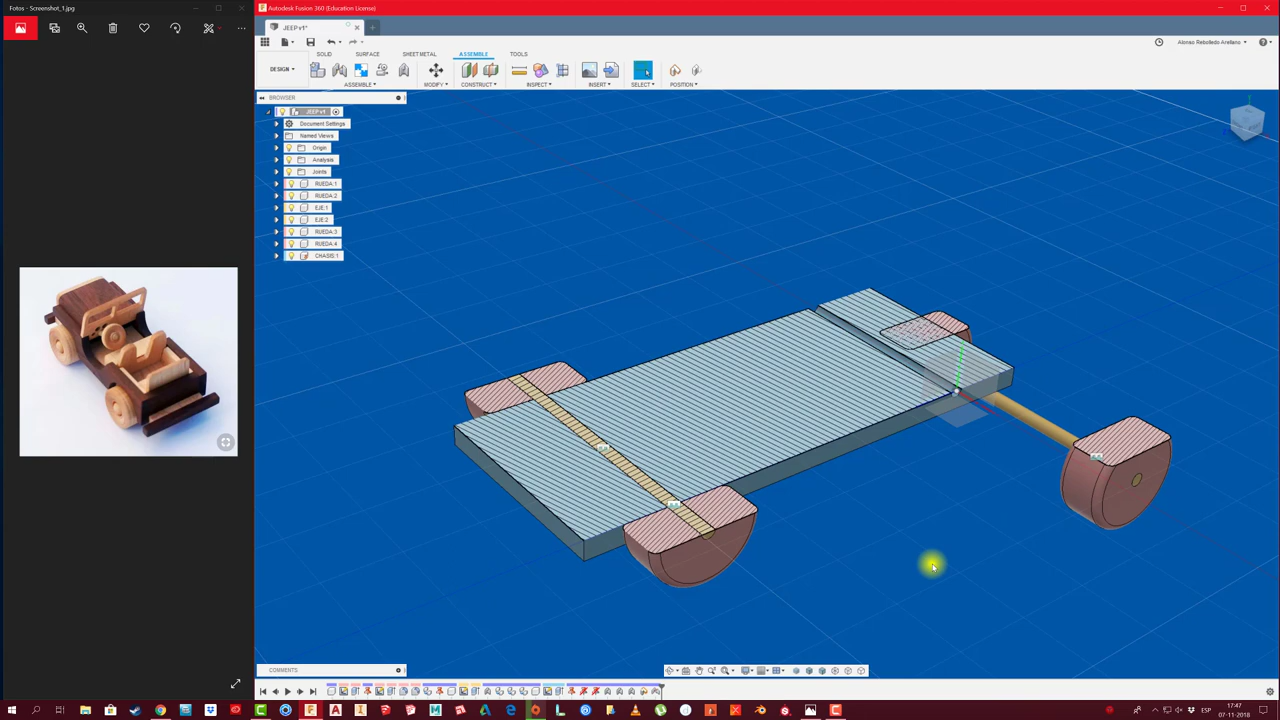 Fotos - Screenshot_1.jpg
Autodesk Fusion 360 (Education License)
JEEP v1*
Alonso Rebolledo Arellano
SOLID
SURFACE
SHEET METAL
ASSEMBLE
TOOLS
DESIGN
ASSEMBLE
MODIFY
CONSTRUCT
INSPECT
INSERT
SELECT
POSITION
BROWSER
JEEP v1
Document Settings
Named Views
Origin
Analysis
Joints
RUEDA:1
RUEDA:2
EJE:1
EJE:2
RUEDA:3
RUEDA:4
CHASIS:1
COMMENTS
ESP
17:47
07-11-2018